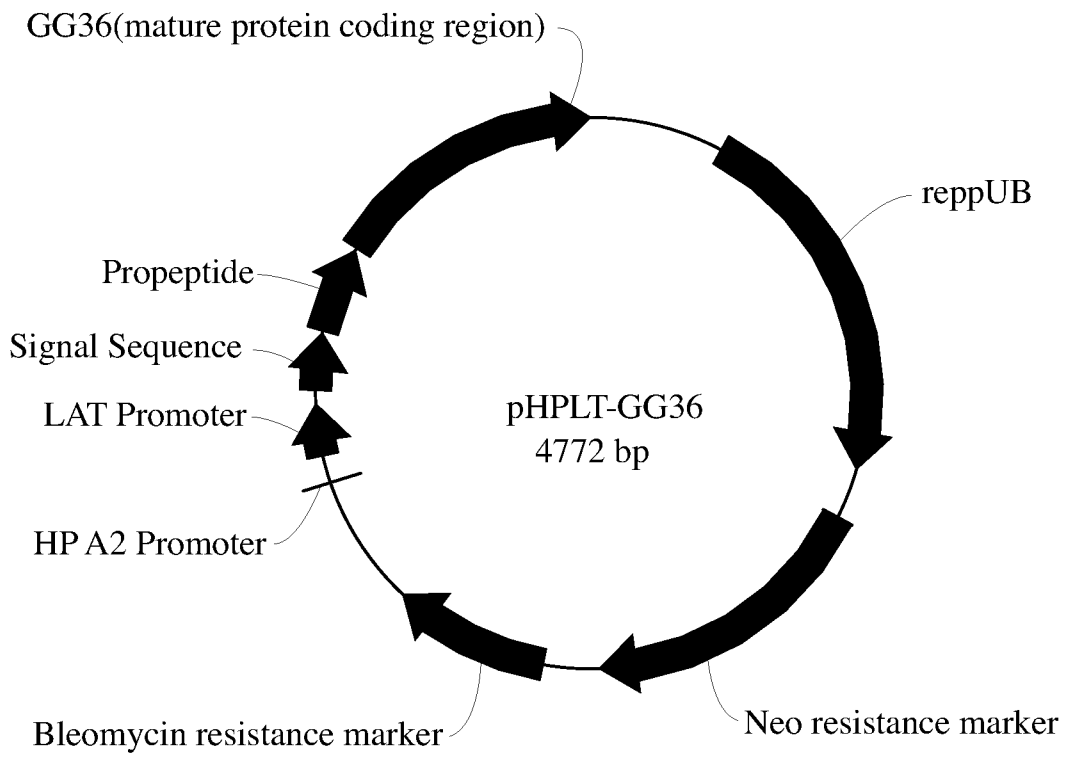 GG36(mature protein coding region)
reppUB
Propeptide
Signal Sequence
LAT Promoter
pHPLT-GG36
4772 bp
HP A2 Promoter
Bleomycin resistance marker
Neo resistance marker